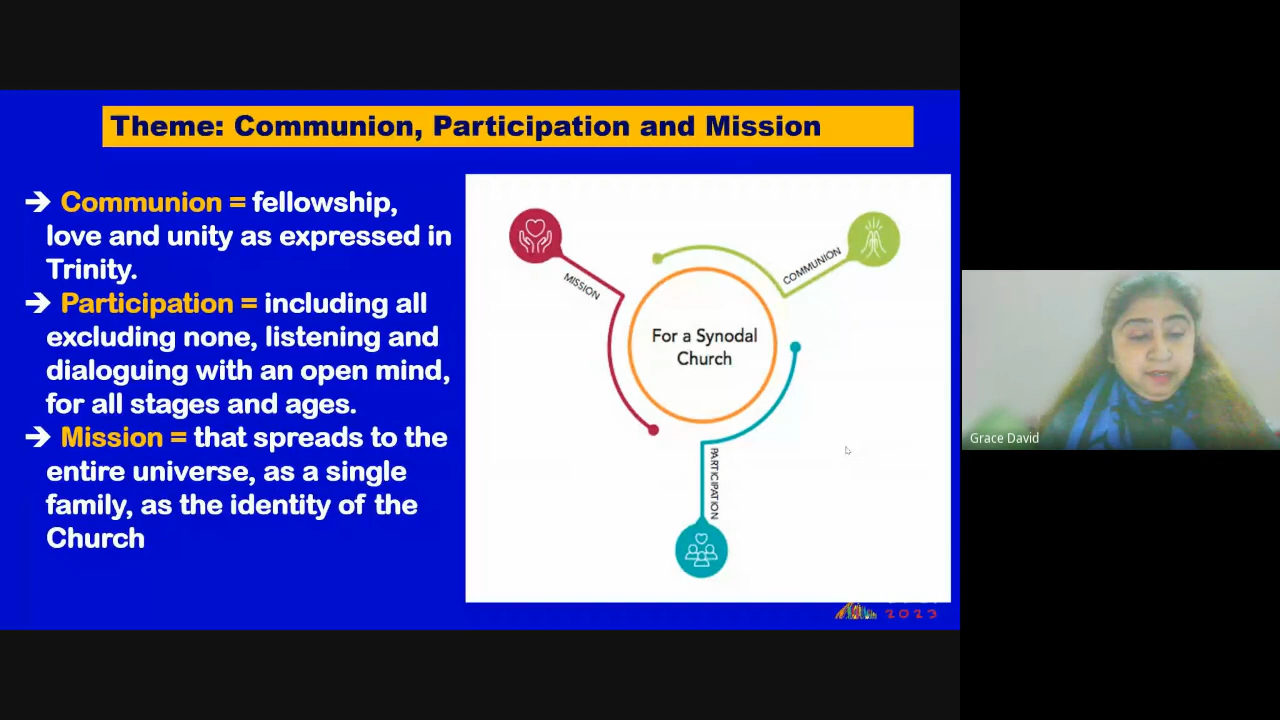 Theme: Communion, Participation and Mission
➔ Communion = fellowship,
love and unity as expressed in
Trinity.
➔ Participation = including all
excluding none, listening and
dialoguing with an open mind,
for all stages and ages.
➔ Mission = that spreads to the
entire universe, as a single
family, as the identity of the
Church
MISSION
COMMUNION
For a Synodal
Church
PARTICIPATION
2023
Grace David